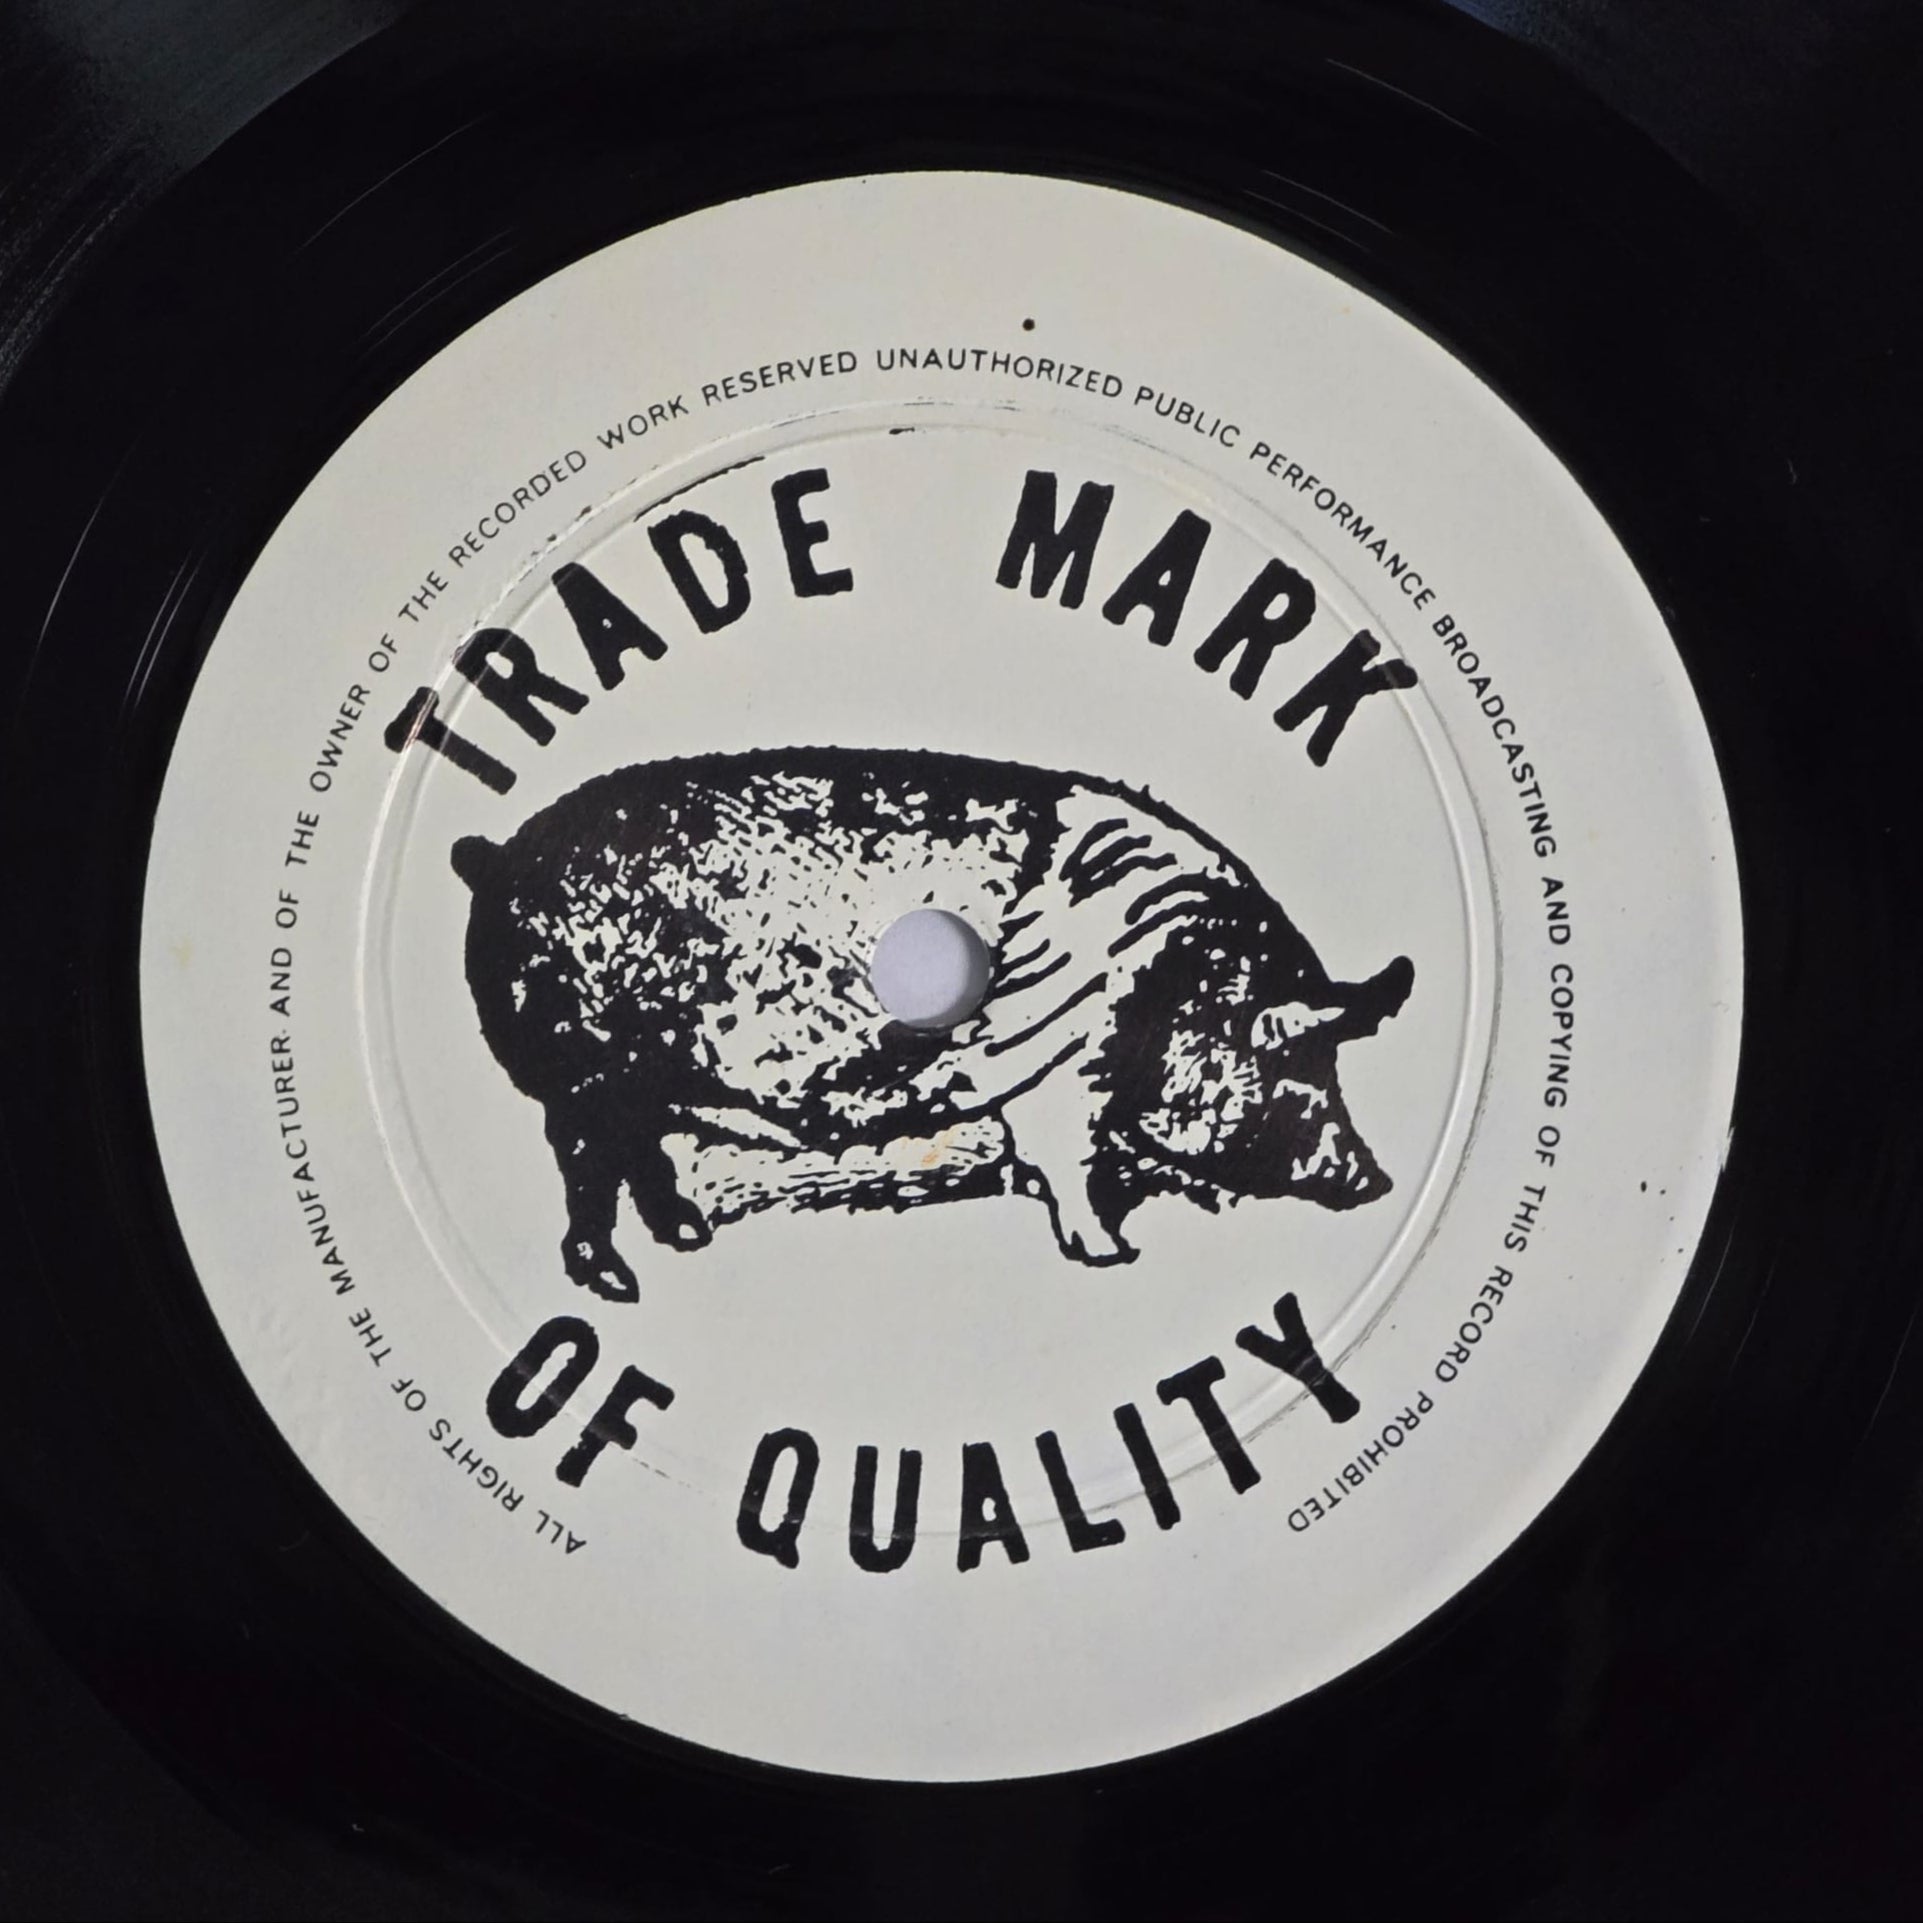 ALL RIGHTS OF THE MANUFACTURER AND OF THE OWNER OF THE RECORDED WORK RESERVED UNAUTHORIZED PUBLIC PERFORMANCE BROADCASTING AND COPYING OF THIS RECORD PROHIBITED
TRADE MARK
OF QUALITY